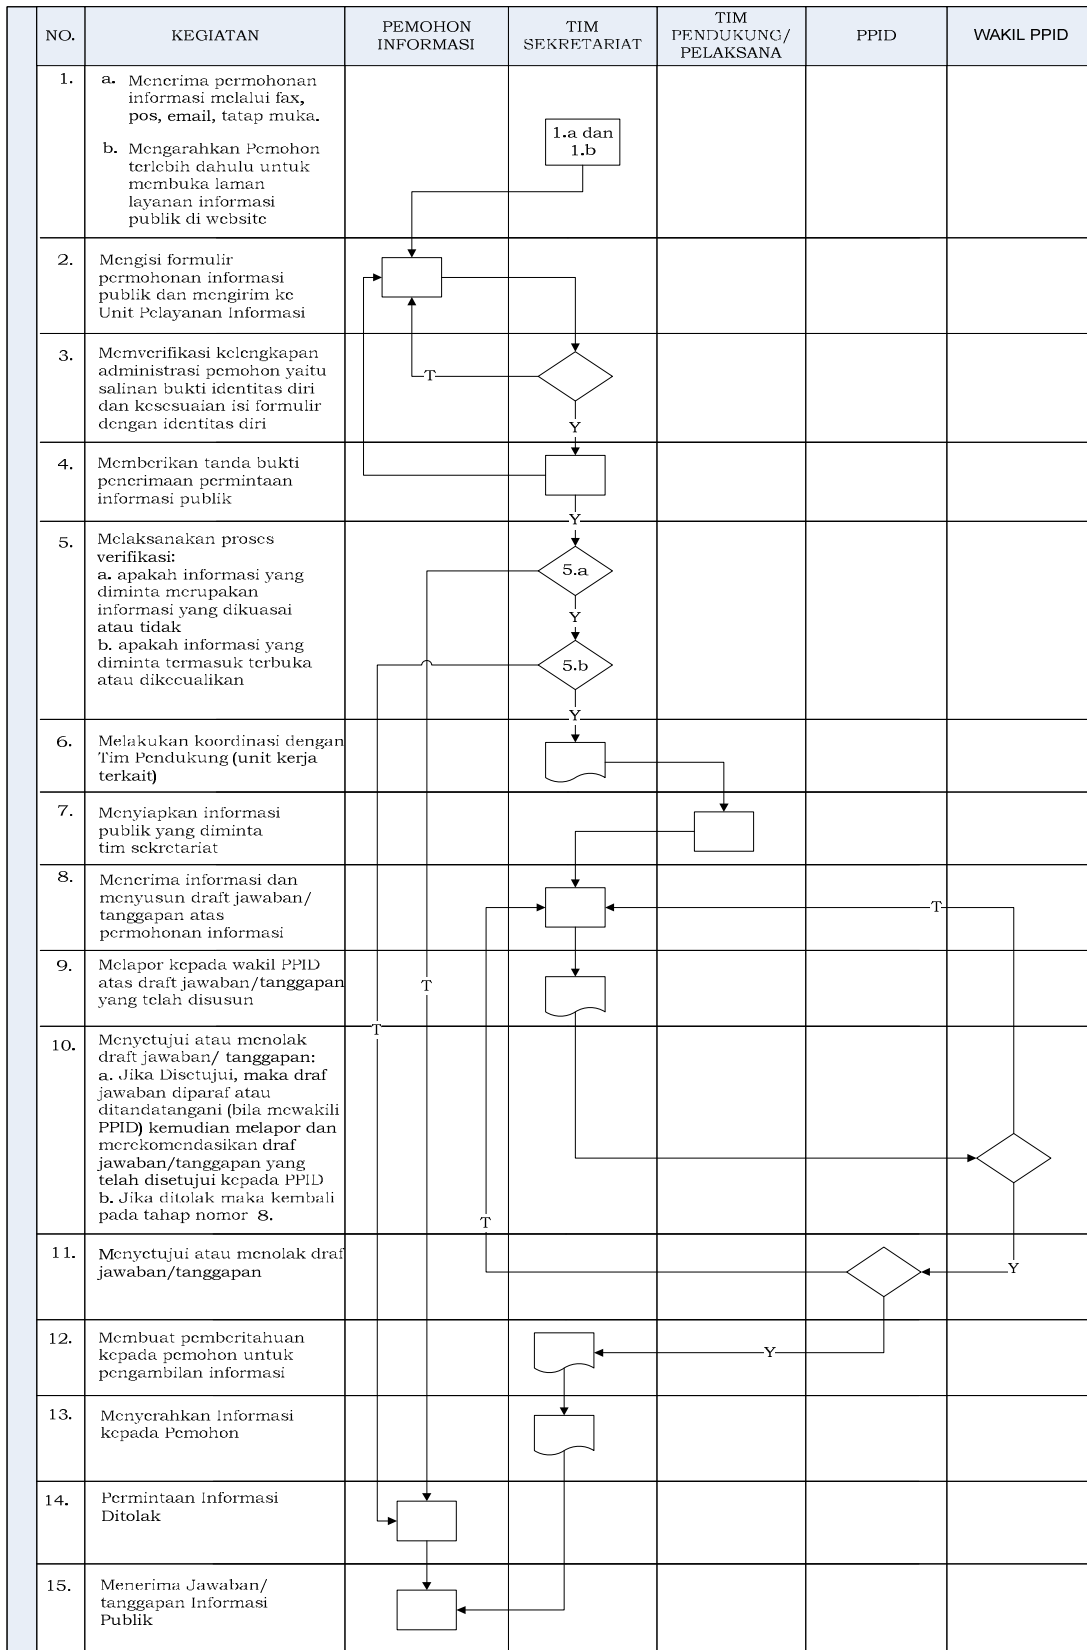 NO.
KEGIATAN
PEMOHON
INFORMASI
TIM
SEKRETARIAT
TIM
PENDUKUNG/
PELAKSANA
PPID
WAKIL PPID
1.
a. Menerima permohonan
informasi melalui fax,
pos, email, tatap muka.
b. Mengarahkan Pemohon
terlebih dahulu untuk
membuka laman
layanan informasi
publik di website
1.a dan
1.b
2.
Mengisi formulir
permohonan informasi
publik dan mengirim ke
Unit Pelayanan Informasi
3.
Memverifikasi kelengkapan
administrasi pemohon yaitu
salinan bukti identitas diri
dan kesesuaian isi formulir
dengan identitas diri
T
Y
4.
Memberikan tanda bukti
penerimaan permintaan
informasi publik
Y
5.
Melaksanakan proses
verifikasi:
a. apakah informasi yang
diminta merupakan
informasi yang dikuasai
atau tidak
b. apakah informasi yang
diminta termasuk terbuka
atau dikecualikan
5.a
Y
5.b
Y
6.
Melakukan koordinasi dengan
Tim Pendukung (unit kerja
terkait)
7.
Menyiapkan informasi
publik yang diminta
tim sekretariat
8.
Menerima informasi dan
menyusun draft jawaban/
tanggapan atas
permohonan informasi
T
9.
Melapor kepada wakil PPID
atas draft jawaban/tanggapan
yang telah disusun
T
T
10.
Menyetujui atau menolak
draft jawaban/ tanggapan:
a. Jika Disetujui, maka draf
jawaban diparaf atau
ditandatangani (bila mewakili
PPID) kemudian melapor dan
merekomendasikan draf
jawaban/tanggapan yang
telah disetujui kepada PPID
b. Jika ditolak maka kembali
pada tahap nomor 8.
T
11.
Menyetujui atau menolak draf
jawaban/tanggapan
Y
12.
Membuat pemberitahuan
kepada pemohon untuk
pengambilan informasi
Y
13.
Menyerahkan Informasi
kepada Pemohon
14.
Permintaan Informasi
Ditolak
15.
Menerima Jawaban/
tanggapan Informasi
Publik